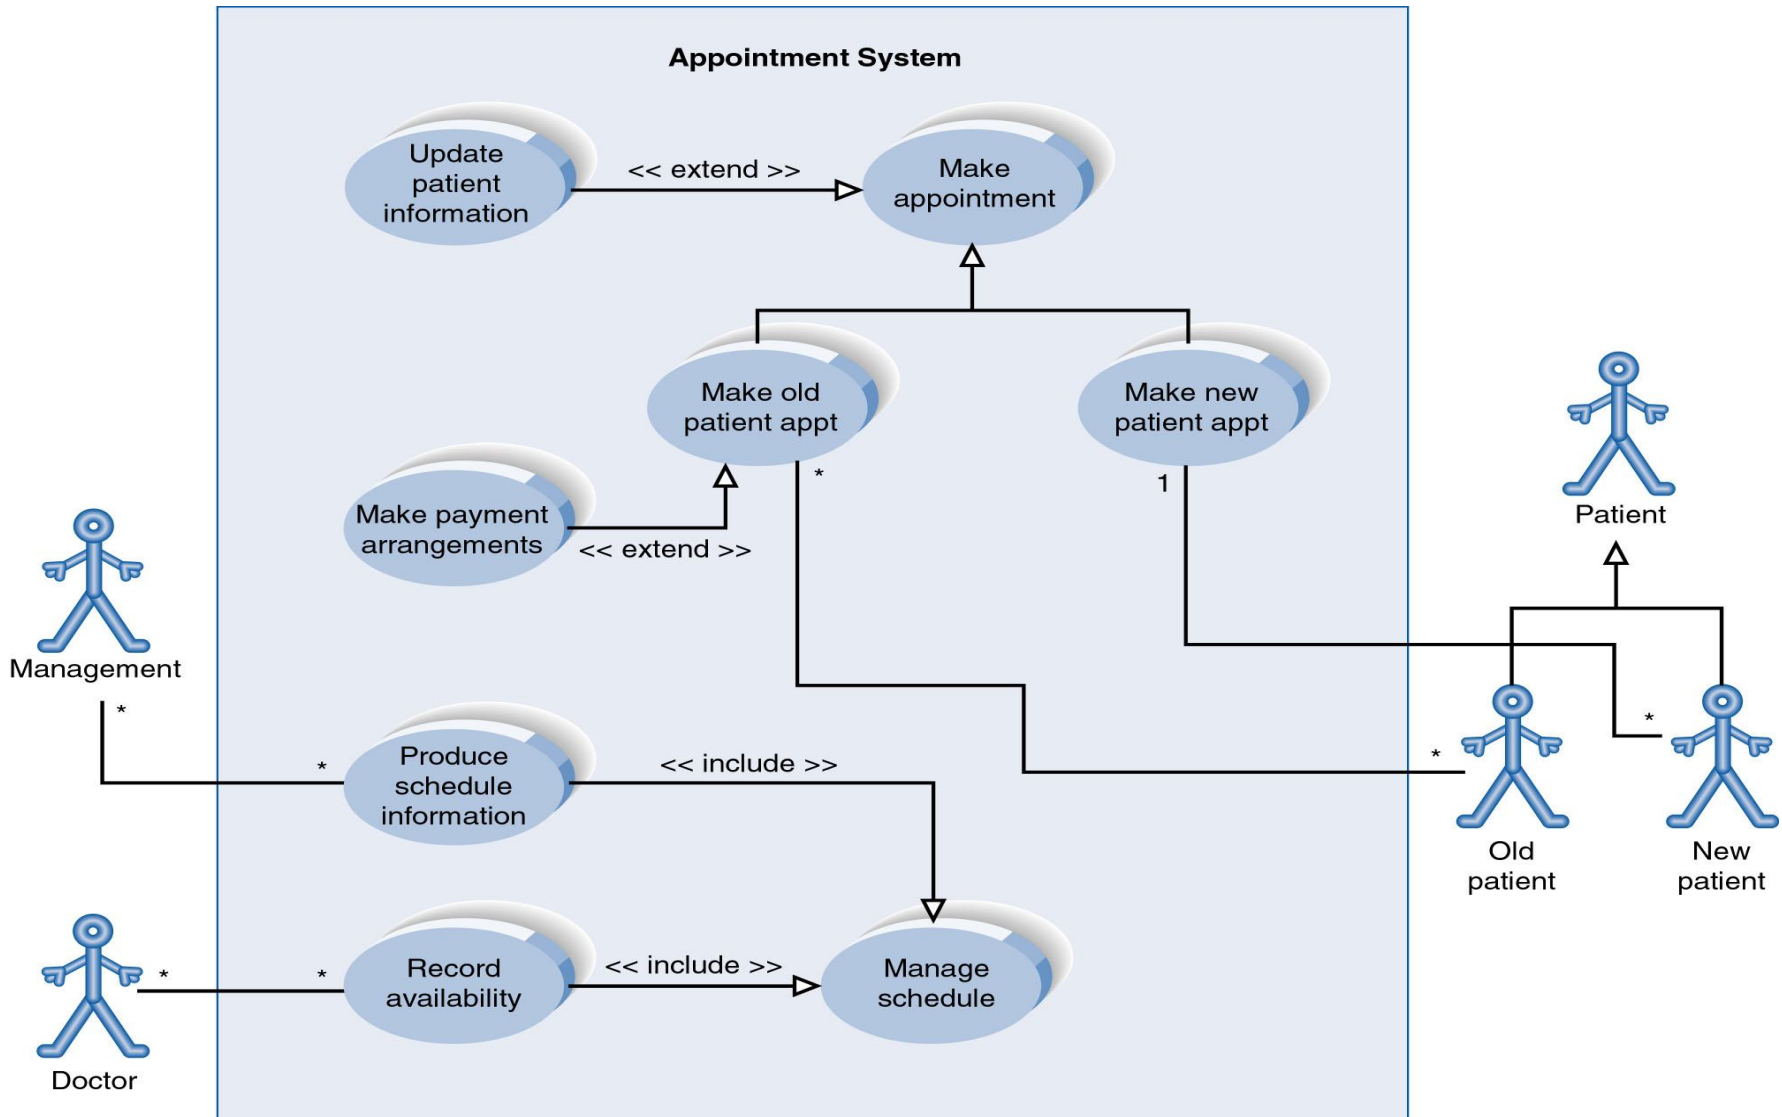 Appointment System
Update
patient
information
<< extend >>
Make
appointment
Make old
patient appt
*
Make new
patient appt
1
Make payment
arrangements
<< extend >>
Patient
Management
*
*
Produce
schedule
information
<< include >>
*
*
Old
patient
New
patient
Doctor
*
*
Record
availability
<< include >>
Manage
schedule